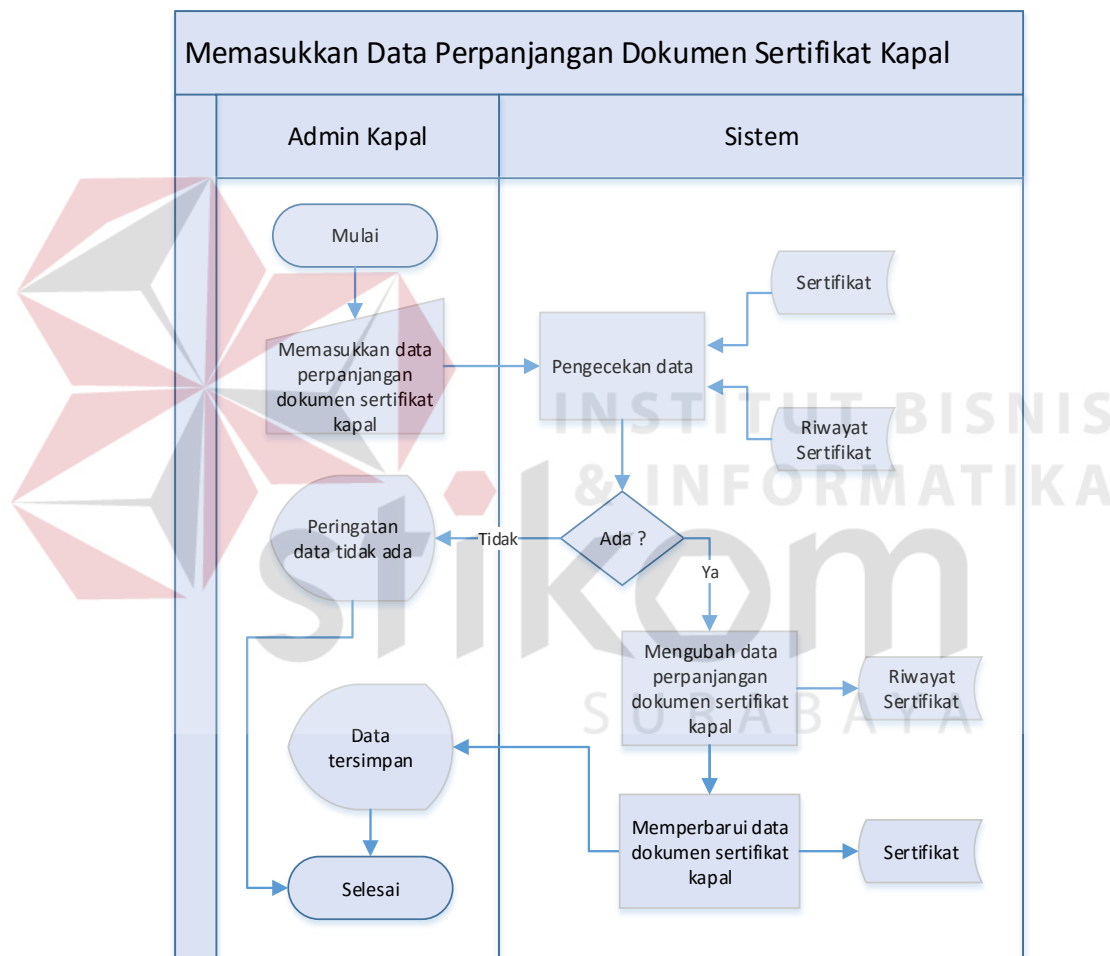 Memasukkan Data Perpanjangan Dokumen Sertifikat Kapal
Admin Kapal
Sistem
Mulai
Sertifikat
Memasukkan data
perpanjangan
dokumen sertifikat
kapal
Pengecekan data
Riwayat
Sertifikat
INSTITUT BISNIS
& INFORMATIKA
Peringatan
data tidak ada
Tidak
Ada ?
Ya
stikom
SURABAYA
Mengubah data
perpanjangan
dokumen sertifikat
kapal
Riwayat
Sertifikat
Data
tersimpan
Memperbarui data
dokumen sertifikat
kapal
Sertifikat
Selesai